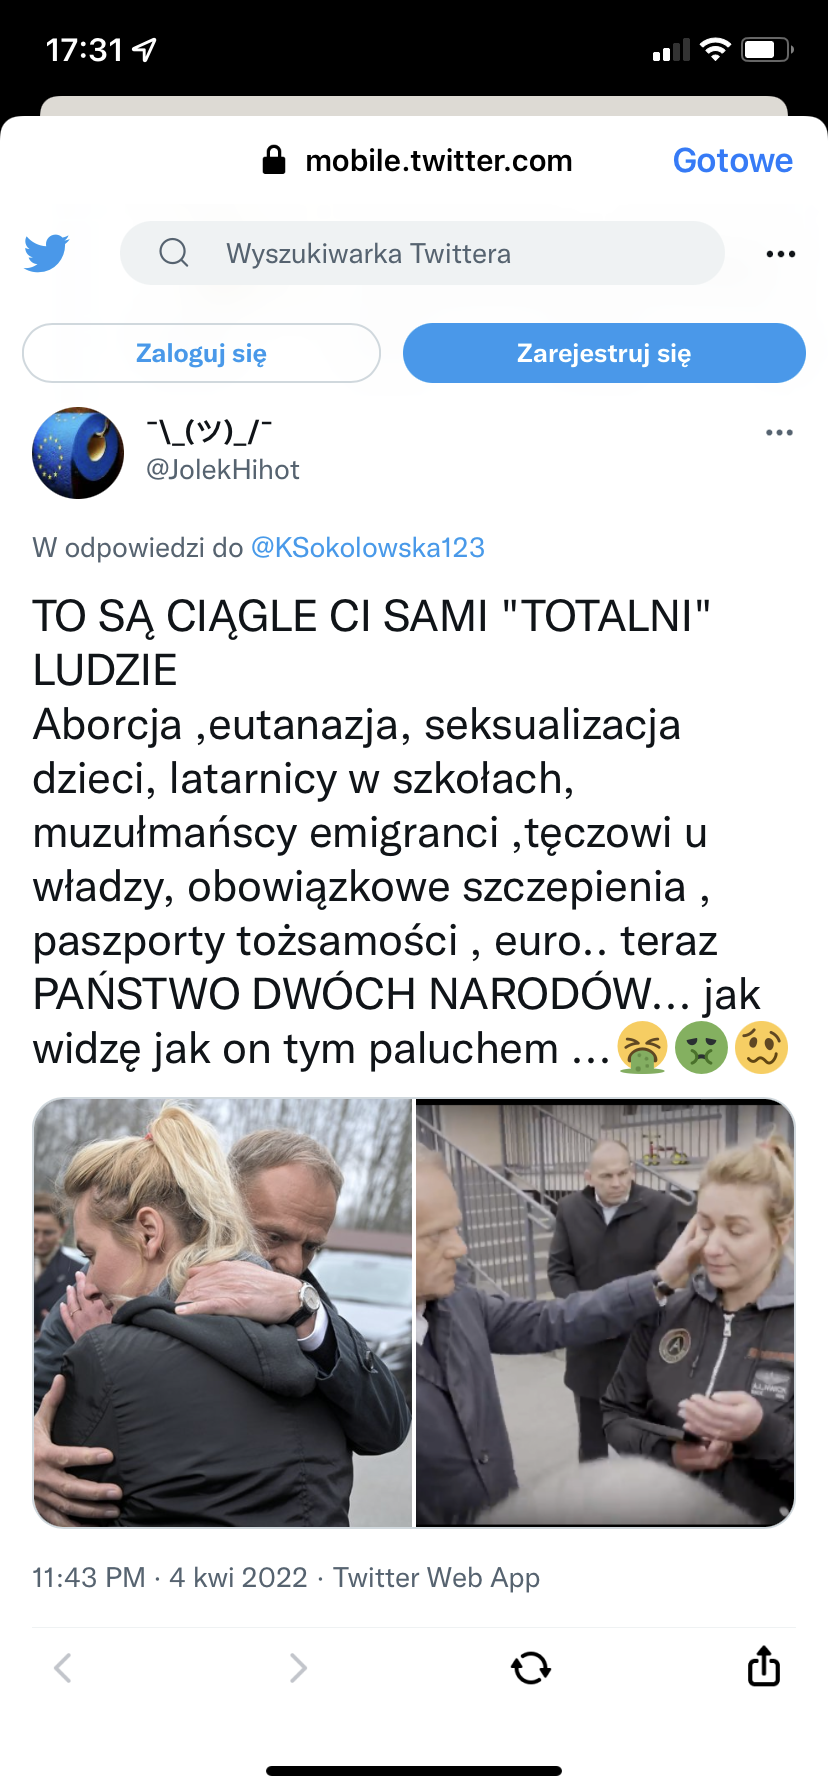 17:31
mobile.twitter.com
Gotowe
Wyszukiwarka Twittera
Zaloguj się
Zarejestruj się
¯\_(ツ)_/¯
@JolekHihot
W odpowiedzi do @KSokolowska123
TO SĄ CIĄGLE CI SAMI "TOTALNI"
LUDZIE
Aborcja ,eutanazja, seksualizacja
dzieci, latarnicy w szkołach,
muzułmańscy emigranci ,tęczowi u
władzy, obowiązkowe szczepienia ,
paszporty tożsamości , euro.. teraz
PAŃSTWO DWÓCH NARODÓW... jak
widzę jak on tym paluchem ...🤮🤢🥴
11:43 PM · 4 kwi 2022 · Twitter Web App